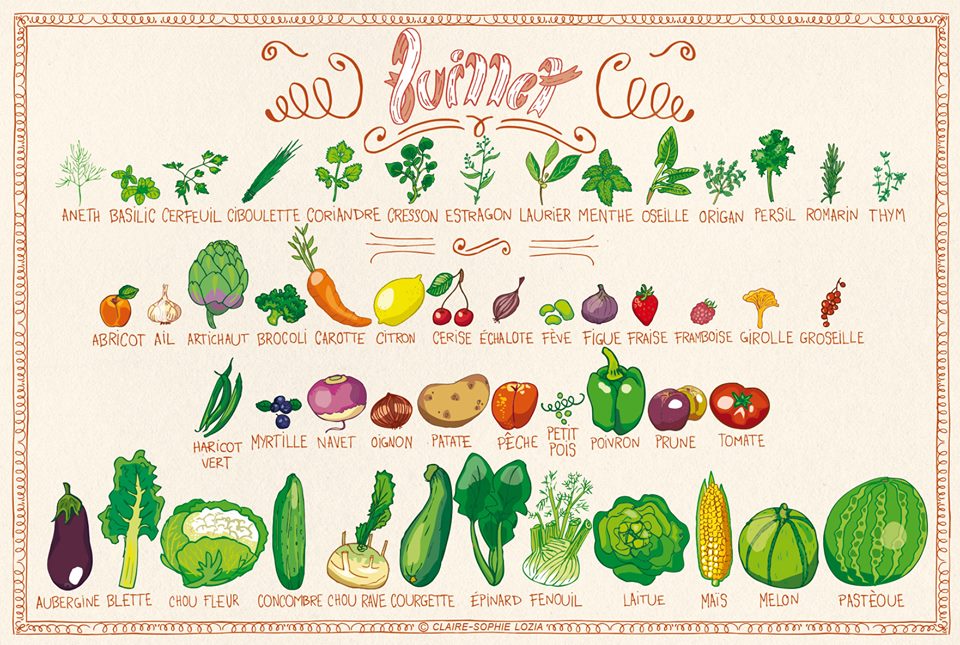 Juillet
ANETH BASILIC CERFEUIL CIBOULETTE CORIANDRE CRESSON ESTRAGON LAURIER MENTHE OSEILLE ORIGAN PERSIL ROMARIN THYM
ABRICOT AIL ARTICHAUT BROCOLI CAROTTE CITRON CERISE ÉCHALOTE FÈVE FIGUE FRAISE FRAMBOISE GIROLLE GROSEILLE
HARICOT VERT MYRTILLE NAVET OIGNON PATATE PÊCHE PETIT POIS POIVRON PRUNE TOMATE
AUBERGINE BLETTE CHOU FLEUR CONCOMBRE CHOU RAVE COURGETTE ÉPINARD FENOUIL LAITUE MAÏS MELON PASTÈQUE
© CLAIRE-SOPHIE LOZIA